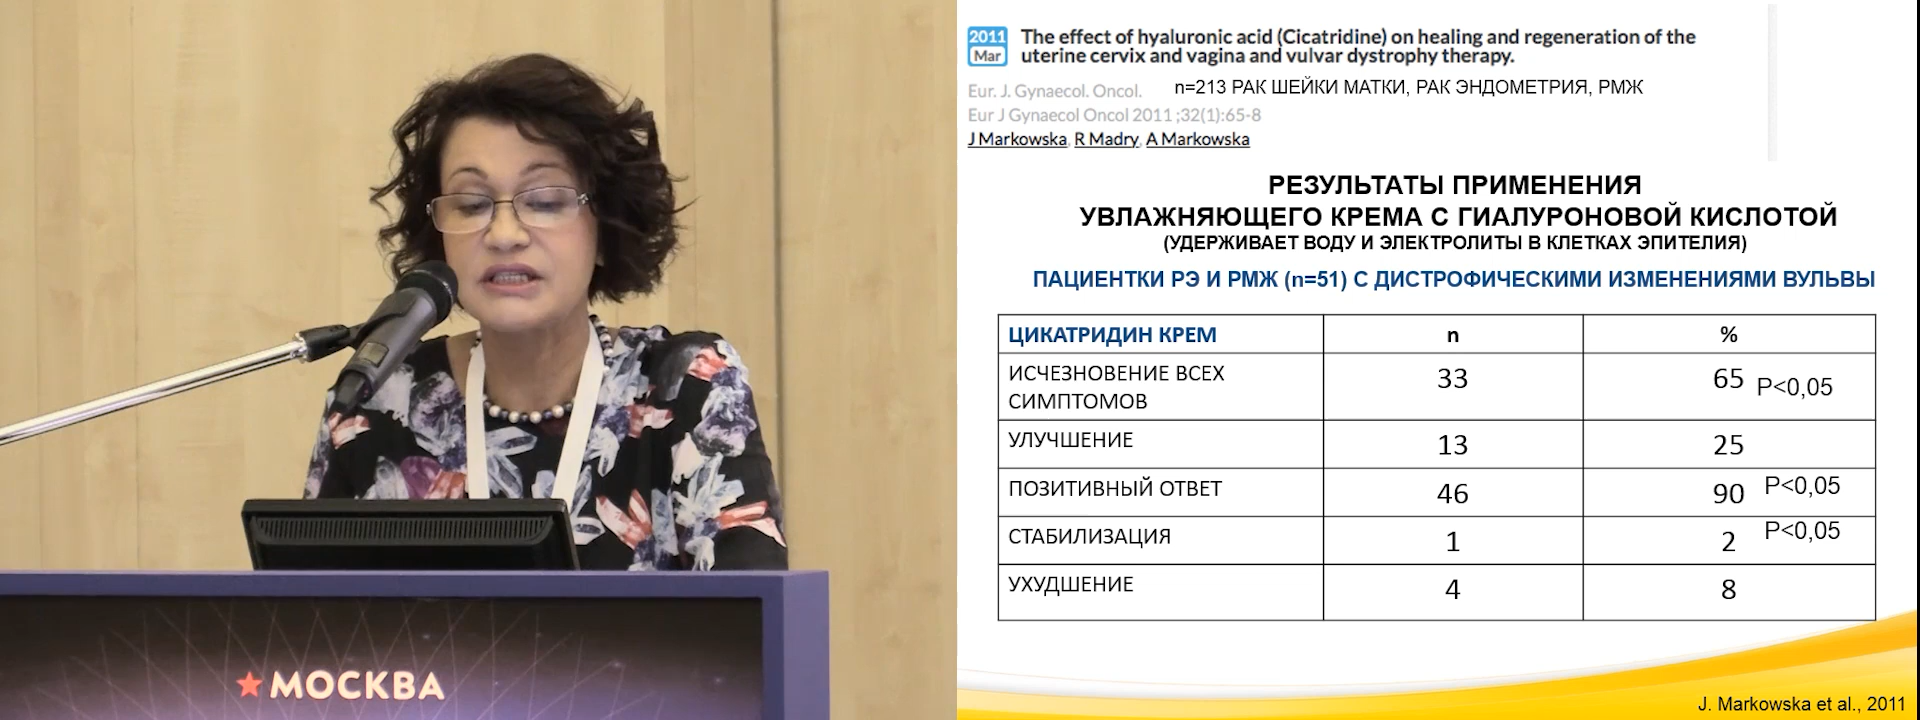 ★МОСКВА
2011
Mar
The effect of hyaluronic acid (Cicatridine) on healing and regeneration of the
uterine cervix and vagina and vulvar dystrophy therapy.
Eur. J. Gynaecol. Oncol.
n=213 РАК ШЕЙКИ МАТКИ, РАК ЭНДОМЕТРИЯ, РМЖ
Eur J Gynaecol Oncol 2011 ;32(1):65-8
J Markowska, R Madry, A Markowska
РЕЗУЛЬТАТЫ ПРИМЕНЕНИЯ
УВЛАЖНЯЮЩЕГО КРЕМА С ГИАЛУРОНОВОЙ КИСЛОТОЙ
(УДЕРЖИВАЕТ ВОДУ И ЭЛЕКТРОЛИТЫ В КЛЕТКАХ ЭПИТЕЛИЯ)
ПАЦИЕНТКИ РЭ И РМЖ (n=51) С ДИСТРОФИЧЕСКИМИ ИЗМЕНЕНИЯМИ ВУЛЬВЫ
ЦИКАТРИДИН КРЕМ n %
ИСЧЕЗНОВЕНИЕ ВСЕХ
СИМПТОМОВ 33 65 P<0,05
УЛУЧШЕНИЕ 13 25
ПОЗИТИВНЫЙ ОТВЕТ 46 90 P<0,05
СТАБИЛИЗАЦИЯ 1 2 P<0,05
УХУДШЕНИЕ 4 8
J. Markowska et al., 2011